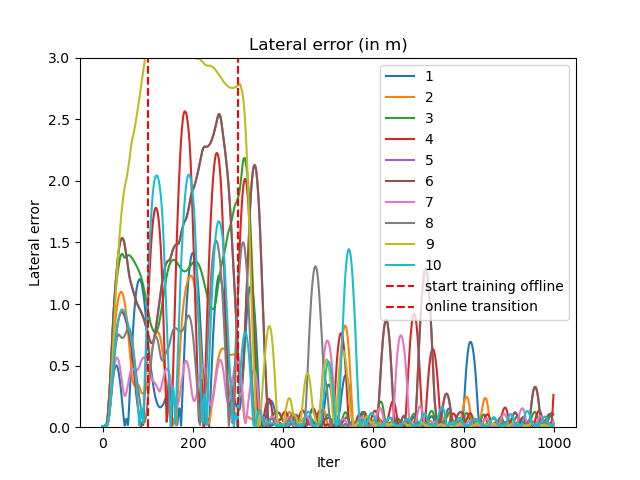 Lateral error (in m)
3.0
2.5
2.0
1.5
1.0
0.5
0.0
Lateral error
0 200 400 600 800 1000
Iter
1
2
3
4
5
6
7
8
9
10
start training offline
online transition